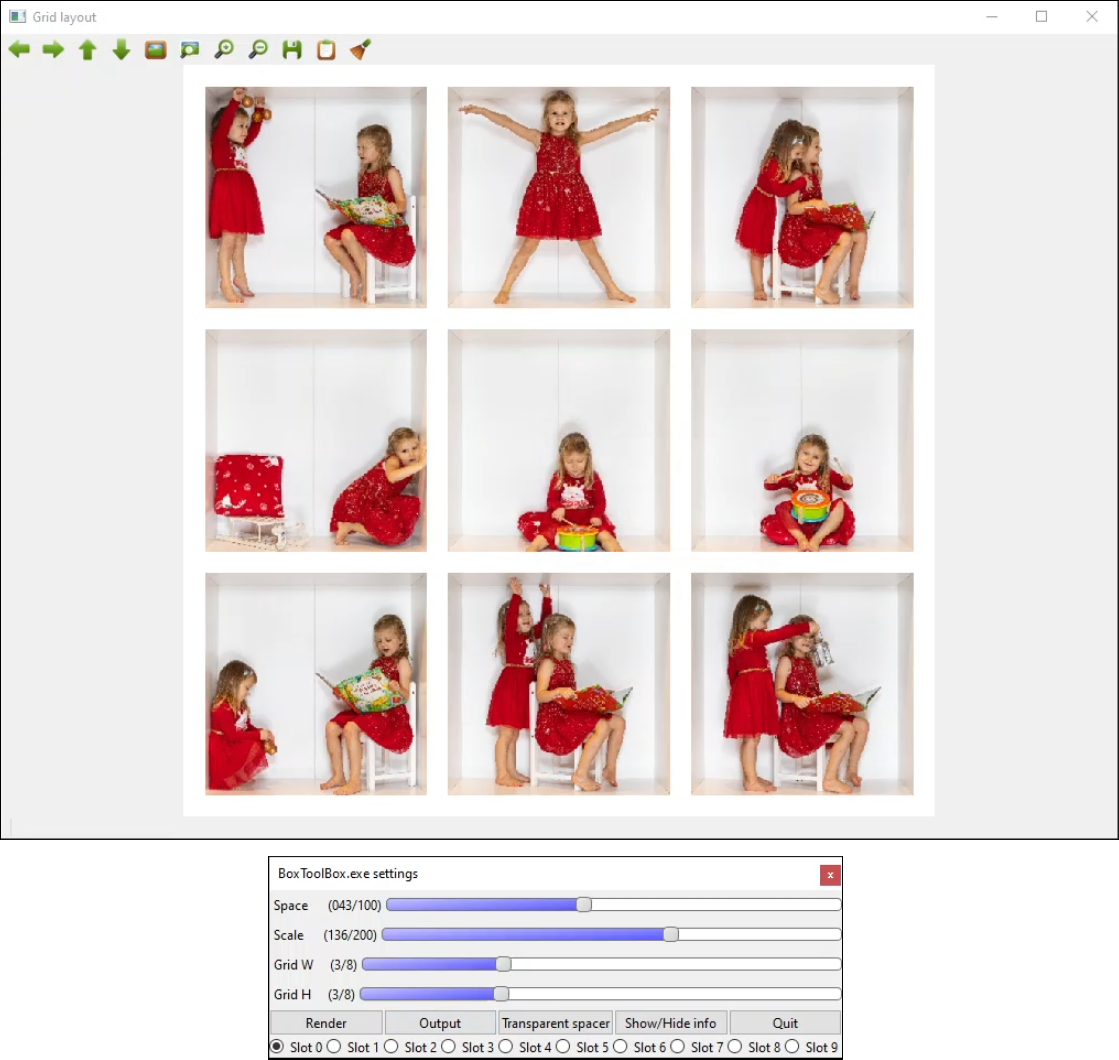 Grid layout
BoxToolBox.exe settings
Space (043/100)
Scale (136/200)
Grid W (3/8)
Grid H (3/8)
Render Output Transparent spacer Show/Hide info Quit
Slot 0 Slot 1 Slot 2 Slot 3 Slot 4 Slot 5 Slot 6 Slot 7 Slot 8 Slot 9